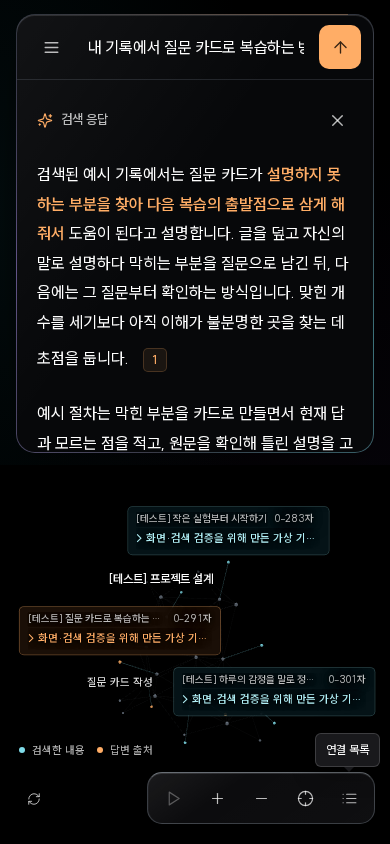 내 기록에서 질문 카드로 복습하는 방
검색 응답
검색된 예시 기록에서는 질문 카드가 설명하지 못
하는 부분을 찾아 다음 복습의 출발점으로 삼게 해
줘서 도움이 된다고 설명합니다. 글을 덮고 자신의
말로 설명하다 막히는 부분을 질문으로 남긴 뒤, 다
음에는 그 질문부터 확인하는 방식입니다. 맞힌 개
수를 세기보다 아직 이해가 불분명한 곳을 찾는 데
초점을 둡니다. 1
예시 절차는 막힌 부분을 카드로 만들면서 현재 답
과 모르는 점을 적고, 원문을 확인해 틀린 설명을 고
[테스트] 작은 실험부터 시작하기 0-283자
화면·검색 검증을 위해 만든 가상 기…
[테스트] 프로젝트 설계
[테스트] 질문 카드로 복습하는 … 0-291자
화면·검색 검증을 위해 만든 가상 기…
질문 카드 작성
[테스트] 하루의 감정을 말로 정… 0-301자
화면·검색 검증을 위해 만든 가상 기…
검색한 내용 답변 출처
연결 목록